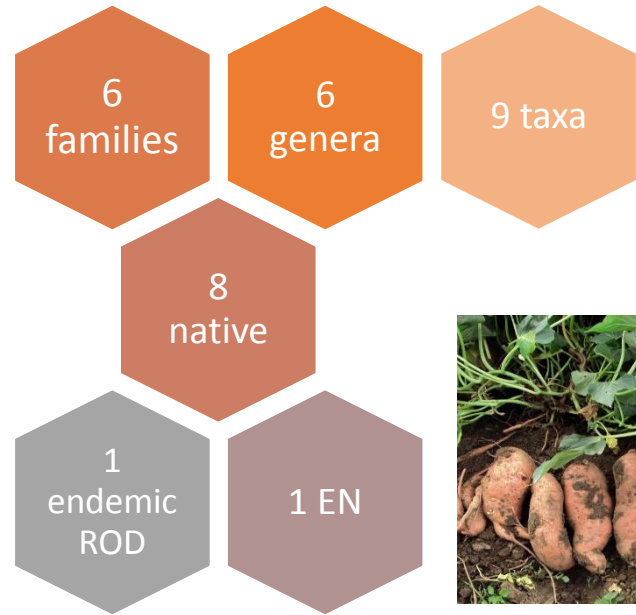 6
families
6
genera
9 taxa
8
native
1
endemic
ROD
1 EN